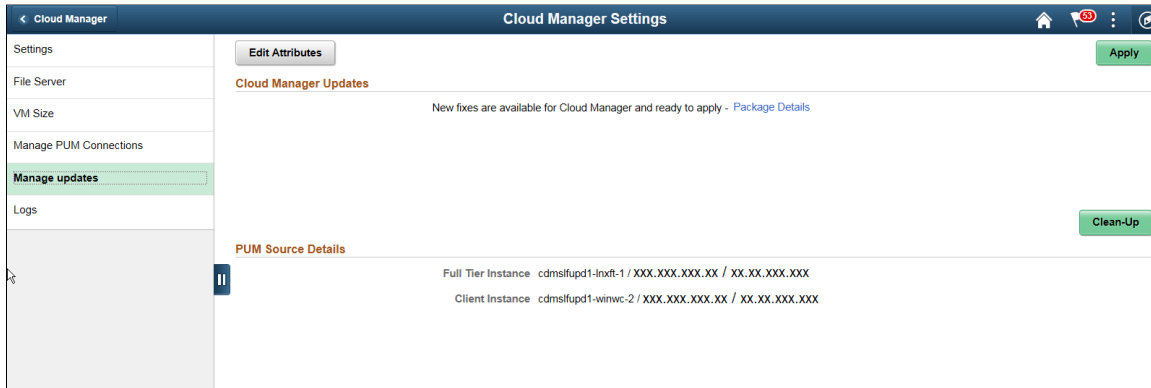 Cloud Manager
Cloud Manager Settings
53
Settings
File Server
VM Size
Manage PUM Connections
Manage updates
Logs
Edit Attributes
Apply
Cloud Manager Updates
New fixes are available for Cloud Manager and ready to apply - Package Details
Clean-Up
PUM Source Details
Full Tier Instance cdmslfupd1-lnxft-1 / XXX.XXX.XXX.XX / XX.XX.XXX.XXX
Client Instance cdmslfupd1-winwc-2 / XXX.XXX.XXX.XX / XX.XX.XXX.XXX